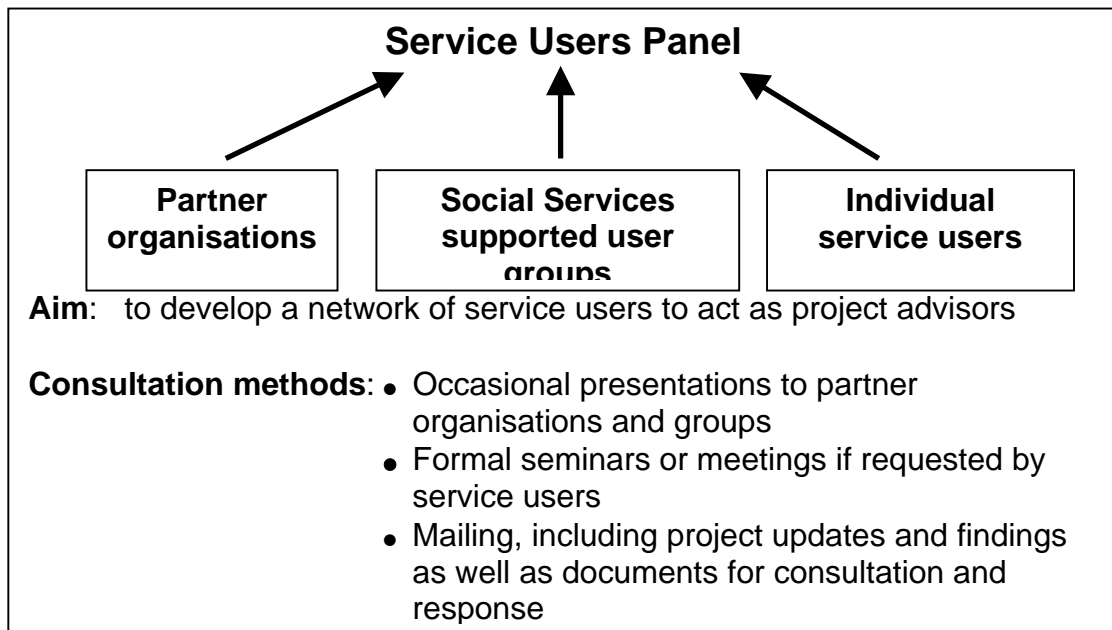 Service Users Panel
Partner
organisations
Social Services
supported user
groups
Individual
service users
Aim: to develop a network of service users to act as project advisors
Consultation methods: ● Occasional presentations to partner
organisations and groups
● Formal seminars or meetings if requested by
service users
● Mailing, including project updates and findings
as well as documents for consultation and
response